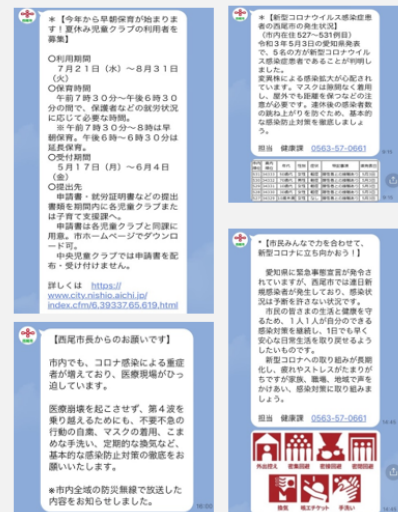 ＊【今年から早朝保育が始まりま
す！夏休み児童クラブの利用者を
募集】
○利用期間
７月２１日（水）～８月３１日
（火）
○保育時間
午前７時３０分～午後６時３０
分の間で、保護者などの就労状況
に応じて必要な時間。
※午前７時３０分～８時は早
朝保育。午後６時～６時３０分は
延長保育。
○受付期間
５月１７日（月）～６月４日
（金）
○提出先
申請書・就労証明書などの提出
書類を期間内に各児童クラブまた
は子育て支援課へ。
申請書は各児童クラブと同課に
用意。市ホームページでダウンロ
ード可。
中央児童クラブでは申請書を配
布・受け付けません。
詳しくは https://
www.city.nishio.aichi.jp/
index.cfm/6,39337,65,619,html
【西尾市長からのお願いです】
市内でも、コロナ感染による重症
者が増えており、医療現場がひっ
迫しています。
医療崩壊を起こさせず、第４波を
乗り越えるためにも、不要不急の
行動の自粛、マスクの着用、こま
めな手洗い、定期的な換気など、
基本的な感染防止対策の徹底をお
願いいたします。
※市内全域の防災無線で放送した
内容をお知らせしました。
＊【新型コロナウイルス感染症患
者の西尾市の発生状況】
（市内在住527～531例目）
令和３年５月３日の愛知県発表
で、５名の方が新型コロナウイル
ス感染症患者であることが判明し
ました。
変異株による感染拡大が心配され
ています。マスクは隙間なく着用
し、屋外でも距離を保つなどの注
意が必要です。連休後の感染者数
の跳ね上がりを防ぐため、基本的
な感染防止対策を徹底しましょ
う。
担当 健康課 0563-57-0661
＊【市民みんなで力を合わせて、
新型コロナに立ち向かおう！】
愛知県に緊急事態宣言が発令さ
れていますが、西尾市では連日新
規感染者が発生しており、感染状
況は予断を許さない状況です。
市民の皆さまの生活と健康を守
るため、１人１人が自分のできる
感染対策を継続し、1日でも早く
安心な日常生活を取り戻せるよう
したいものです。
新型コロナへの取り組みが長期
化し、疲れやストレスがたまりが
ちですが家族、職場、地域で声を
かけあい、感染対策に取り組みま
しょう。
担当 健康課 0563-57-0661
外出控え 密集回避 密接回避 密閉回避
換気 咳エチケット 手洗い